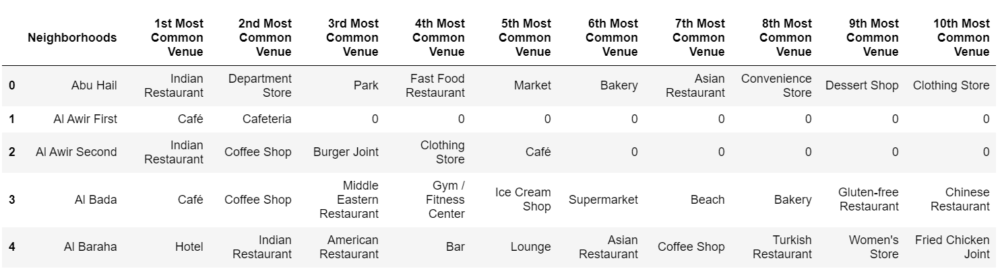 Neighborhoods 1st Most Common Venue 2nd Most Common Venue 3rd Most Common Venue 4th Most Common Venue 5th Most Common Venue 6th Most Common Venue 7th Most Common Venue 8th Most Common Venue 9th Most Common Venue 10th Most Common Venue
0 Abu Hail Indian Restaurant Department Store Park Fast Food Restaurant Market Bakery Asian Restaurant Convenience Store Dessert Shop Clothing Store
1 Al Awir First Café Cafeteria 0 0 0 0 0 0 0 0
2 Al Awir Second Indian Restaurant Coffee Shop Burger Joint Clothing Store Café 0 0 0 0 0
3 Al Bada Café Coffee Shop Middle Eastern Restaurant Gym / Fitness Center Ice Cream Shop Supermarket Beach Bakery Gluten-free Restaurant Chinese Restaurant
4 Al Baraha Hotel Indian Restaurant American Restaurant Bar Lounge Asian Restaurant Coffee Shop Turkish Restaurant Women's Store Fried Chicken Joint